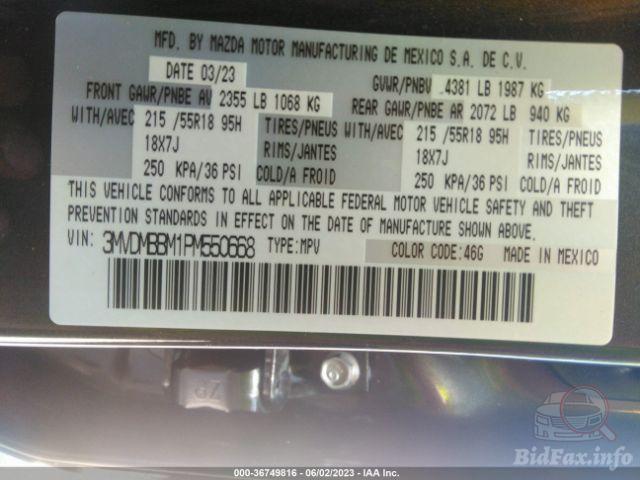 MFD. BY MAZDA MOTOR MANUFACTURING DE MEXICO S.A. DE C.V.
DATE 03/23 GVWR/PNBV 4381 LB 1987 KG
FRONT GAWR/PNBE AV 2355 LB 1068 KG REAR GAWR/PNBE AR 2072 LB 940 KG
WITH/AVEC 215 /55R18 95H TIRES/PNEUS WITH/AVEC 215 /55R18 95H TIRES/PNEUS
18X7J RIMS/JANTES 18X7J RIMS/JANTES
250 KPA/36 PSI COLD/A FROID 250 KPA/36 PSI COLD/A FROID
THIS VEHICLE CONFORMS TO ALL APPLICABLE FEDERAL MOTOR VEHICLE SAFETY AND THEFT
PREVENTION STANDARDS IN EFFECT ON THE DATE OF MANUFACTURE SHOWN ABOVE.
VIN: 3MVDMBBM1PM550668 TYPE:MPV COLOR CODE:46G MADE IN MEXICO
BidFax.info
000-36749816 - 06/02/2023 - IAA Inc.